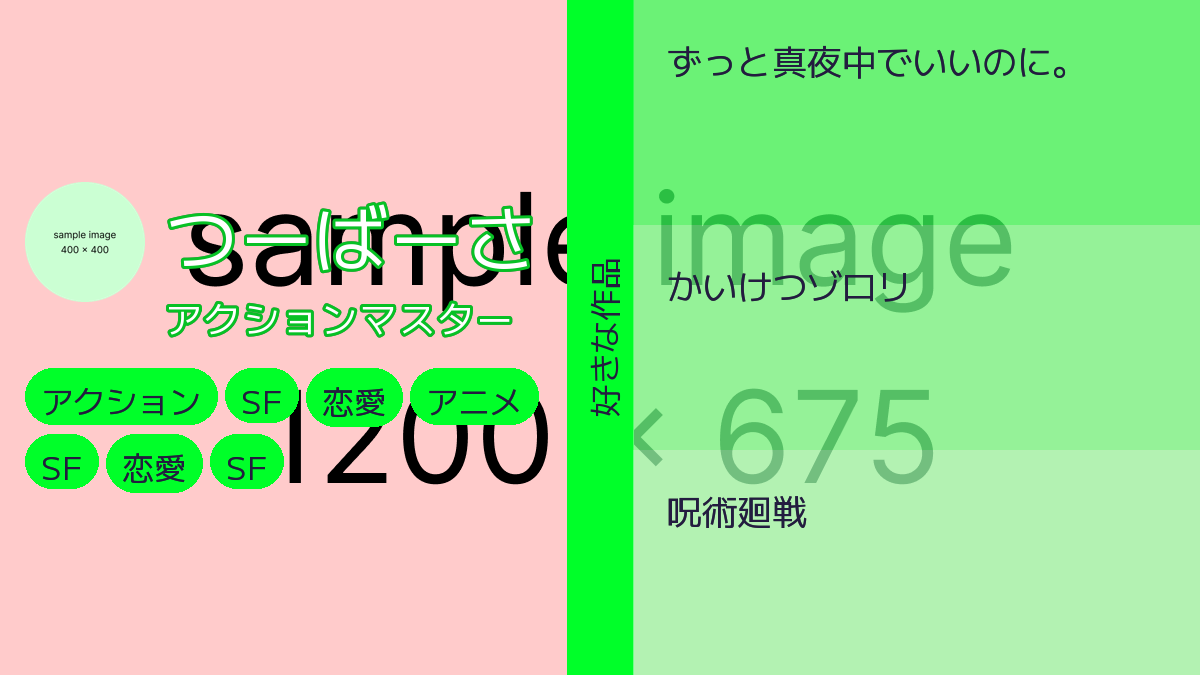 sample image
1200 × 675
sample image
400 × 400
つーばーさ
アクションマスター
アクション SF 恋愛 アニメ
SF 恋愛 SF
好きな作品
ずっと真夜中でいいのに。
かいけつゾロリ
呪術廻戦